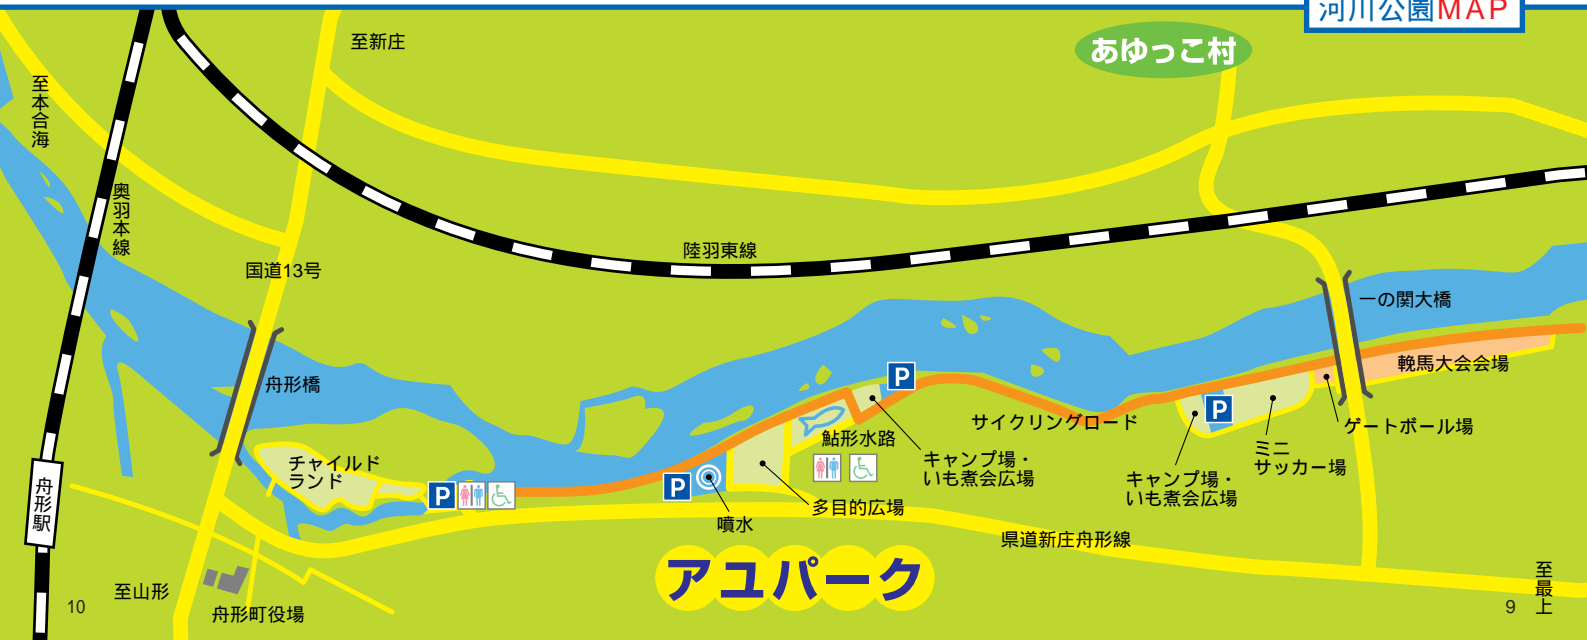 河川公園MAP
至新庄
あゆっこ村
至本合海
奥羽本線
陸羽東線
国道13号
一の関大橋
舟形橋
輓馬大会会場
サイクリングロード
ゲートボール場
鮎形水路
キャンプ場・
いも煮会広場
ミニ
サッカー場
キャンプ場・
いも煮会広場
チャイルド
ランド
P
P
P
P
舟形駅
多目的広場
噴水
県道新庄舟形線
アユパーク
至山形
舟形町役場
至最上
10
9